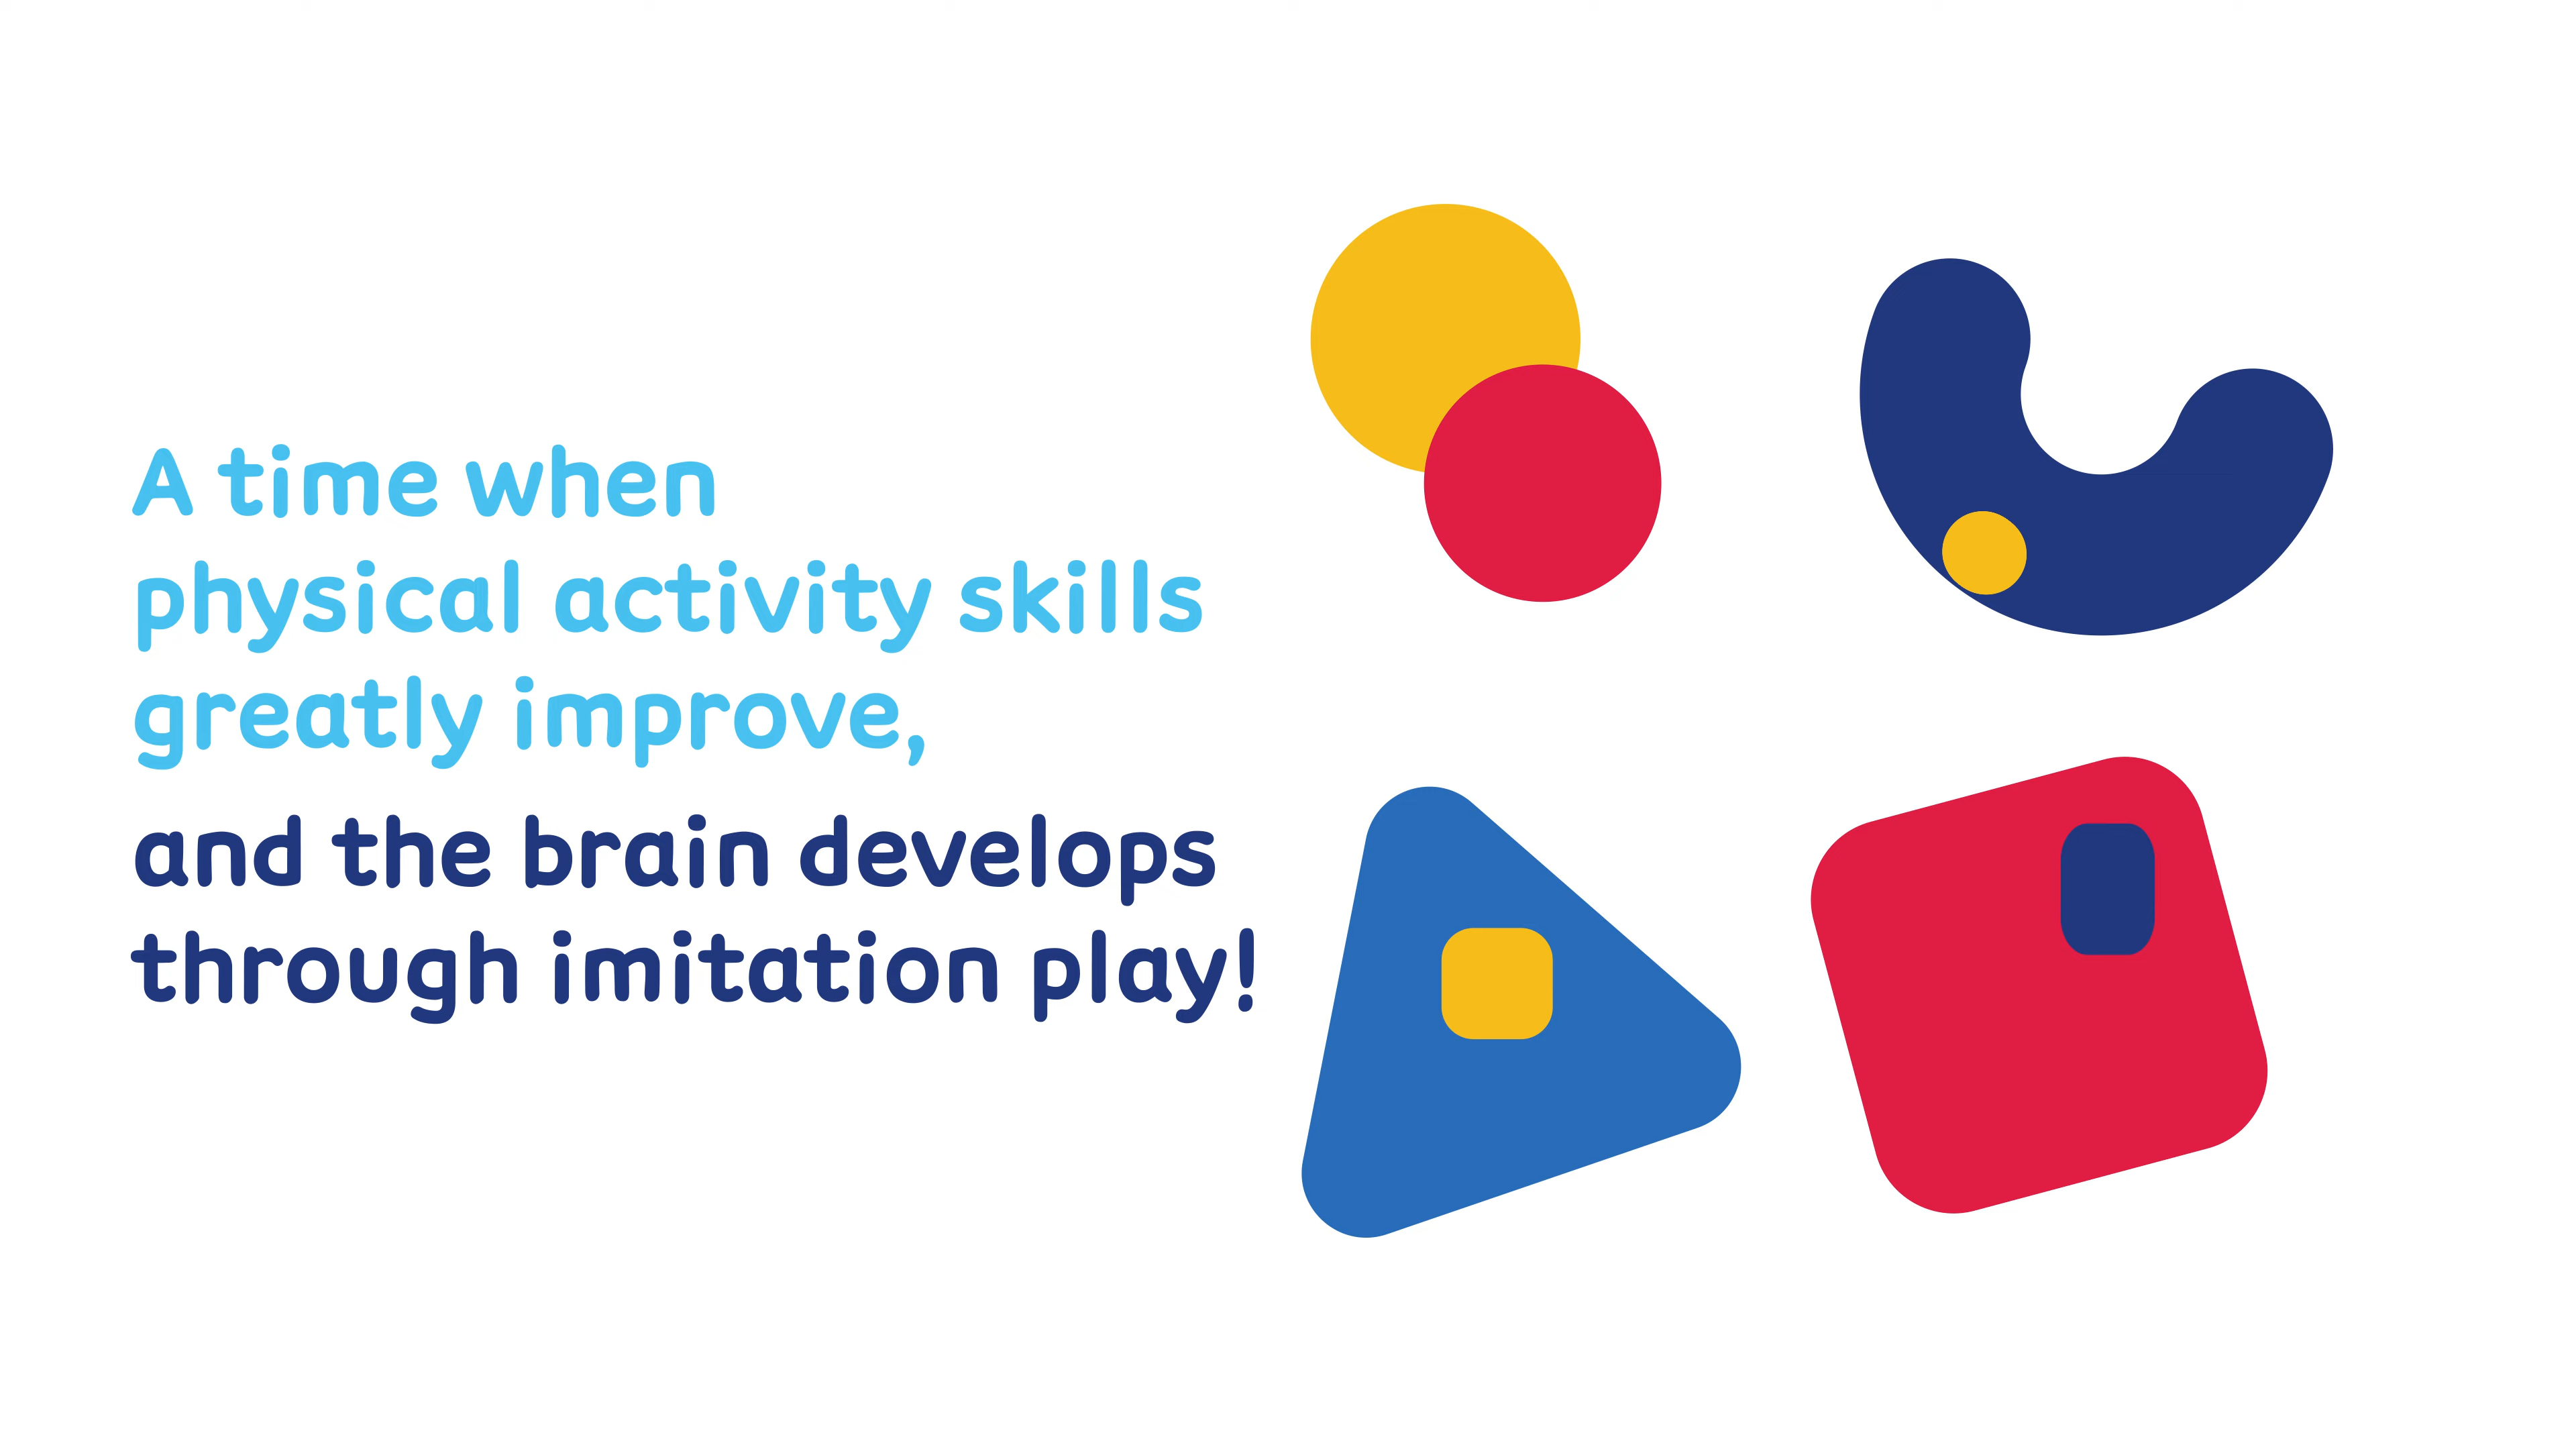 A time when
physical activity skills
greatly improve,
and the brain develops
through imitation play!